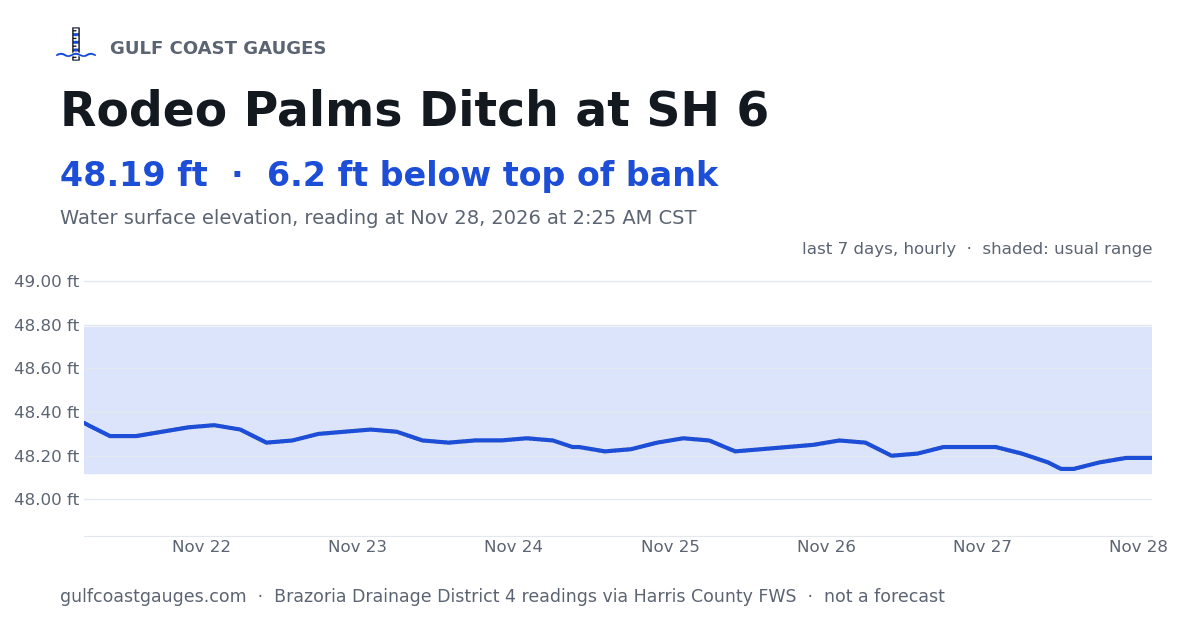 GULF COAST GAUGES
Rodeo Palms Ditch at SH 6
48.19 ft · 6.2 ft below top of bank
Water surface elevation, reading at Nov 28, 2026 at 2:25 AM CST
last 7 days, hourly · shaded: usual range
49.00 ft
48.80 ft
48.60 ft
48.40 ft
48.20 ft
48.00 ft
Nov 22 Nov 23 Nov 24 Nov 25 Nov 26 Nov 27 Nov 28
gulfcoastgauges.com · Brazoria Drainage District 4 readings via Harris County FWS · not a forecast